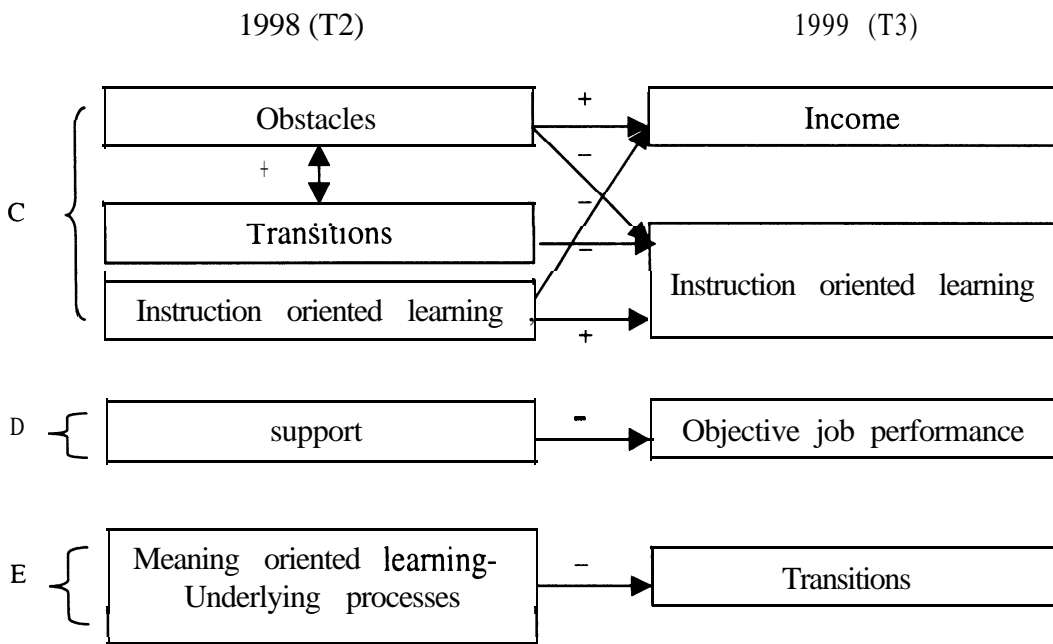 1998 (T2) 1999 (T3)
+
Obstacles Income
C
+
−
−
Transitions
−
Instruction oriented learning
Instruction oriented learning ,
+
D
support
-
Objective job performance
E
Meaning oriented learning-
Underlying processes
−
Transitions